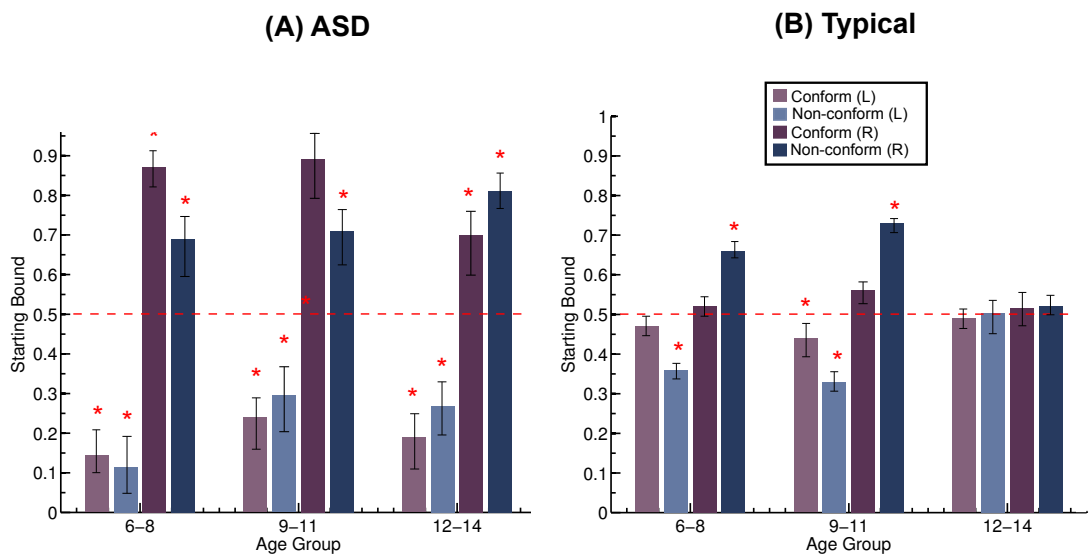 (A) ASD
(B) Typical
Conform (L)
Non-conform (L)
Conform (R)
Non-conform (R)
Starting Bound
0.9
0.8
0.7
0.6
0.5
0.4
0.3
0.2
0.1
0
6–8
9–11
12–14
Age Group
Starting Bound
1
0.9
0.8
0.7
0.6
0.5
0.4
0.3
0.2
0.1
0
6–8
9–11
12–14
Age Group